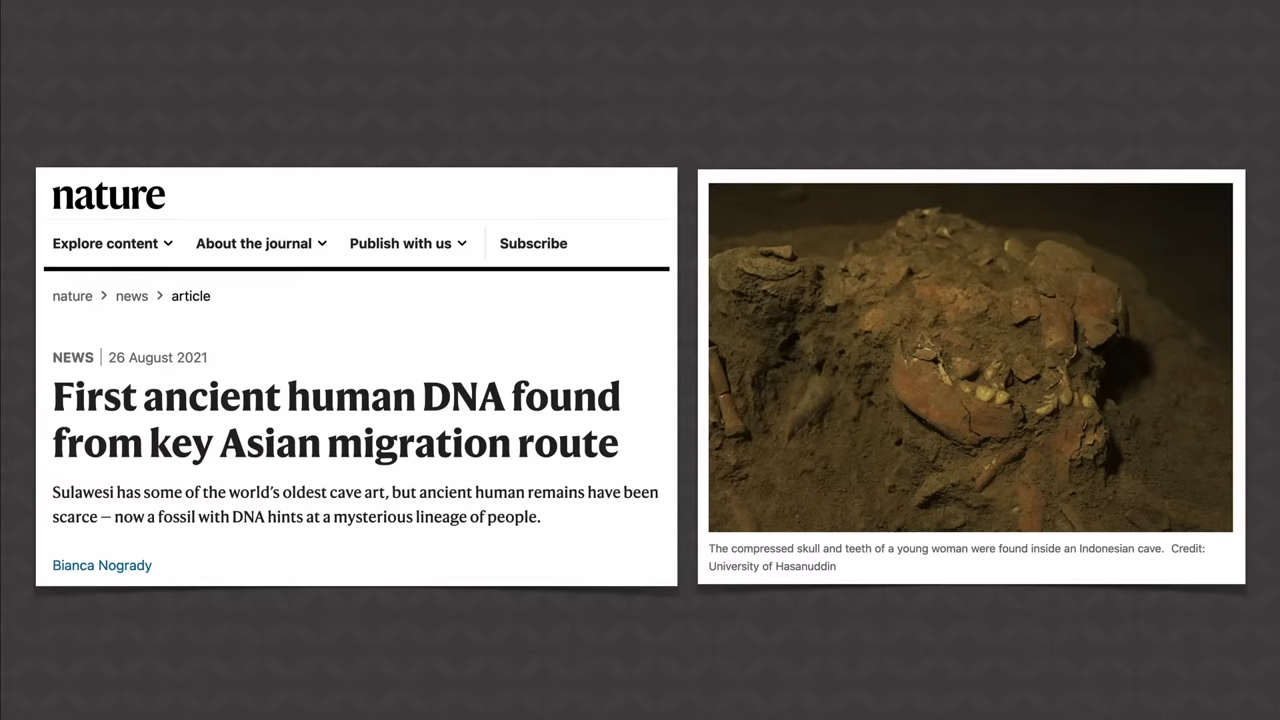 nature
Explore content About the journal Publish with us Subscribe
nature > news > article
NEWS | 26 August 2021
First ancient human DNA found
from key Asian migration route
Sulawesi has some of the world’s oldest cave art, but ancient human remains have been
scarce — now a fossil with DNA hints at a mysterious lineage of people.
Bianca Nogrady
The compressed skull and teeth of a young woman were found inside an Indonesian cave. Credit:
University of Hasanuddin